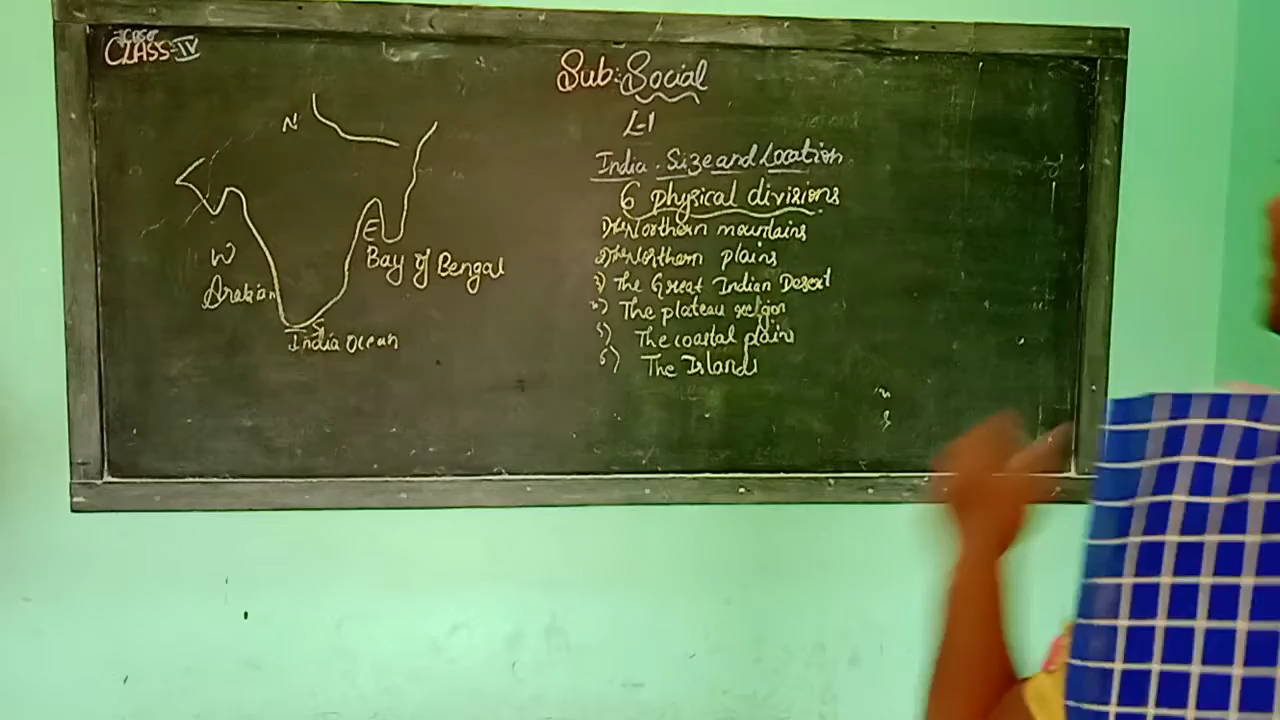 CLASS-IV
Sub: Social
L-1
India. Size and Location
6 physical divisions
1) The Northern mountains
2) The Northern plains
3) The Great Indian Desert
4) The plateau region
5) The coastal plains
6) The Islands
N
W
E
Bay of Bengal
Arabian
S
India Ocean